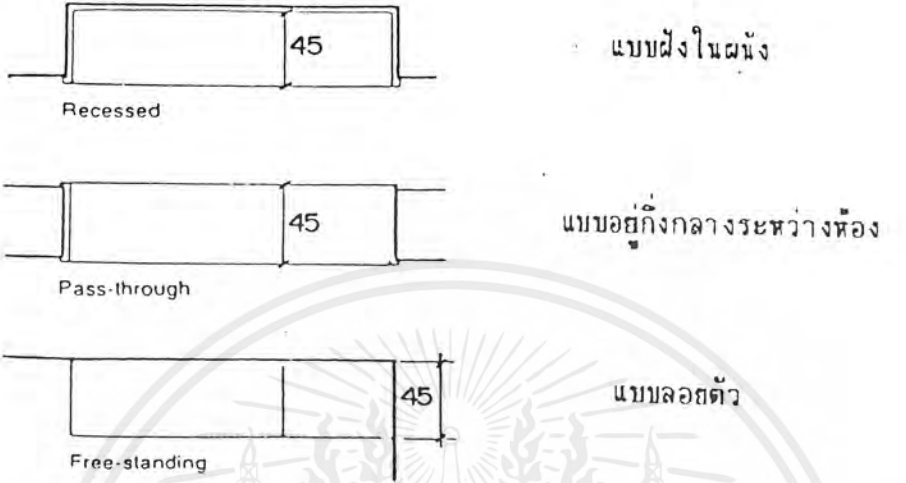 45
แบบฝังในผนัง
Recessed
45
แบบอยู่กึ่งกลางระหว่างห้อง
Pass-through
45
แบบลอยตัว
Free-standing